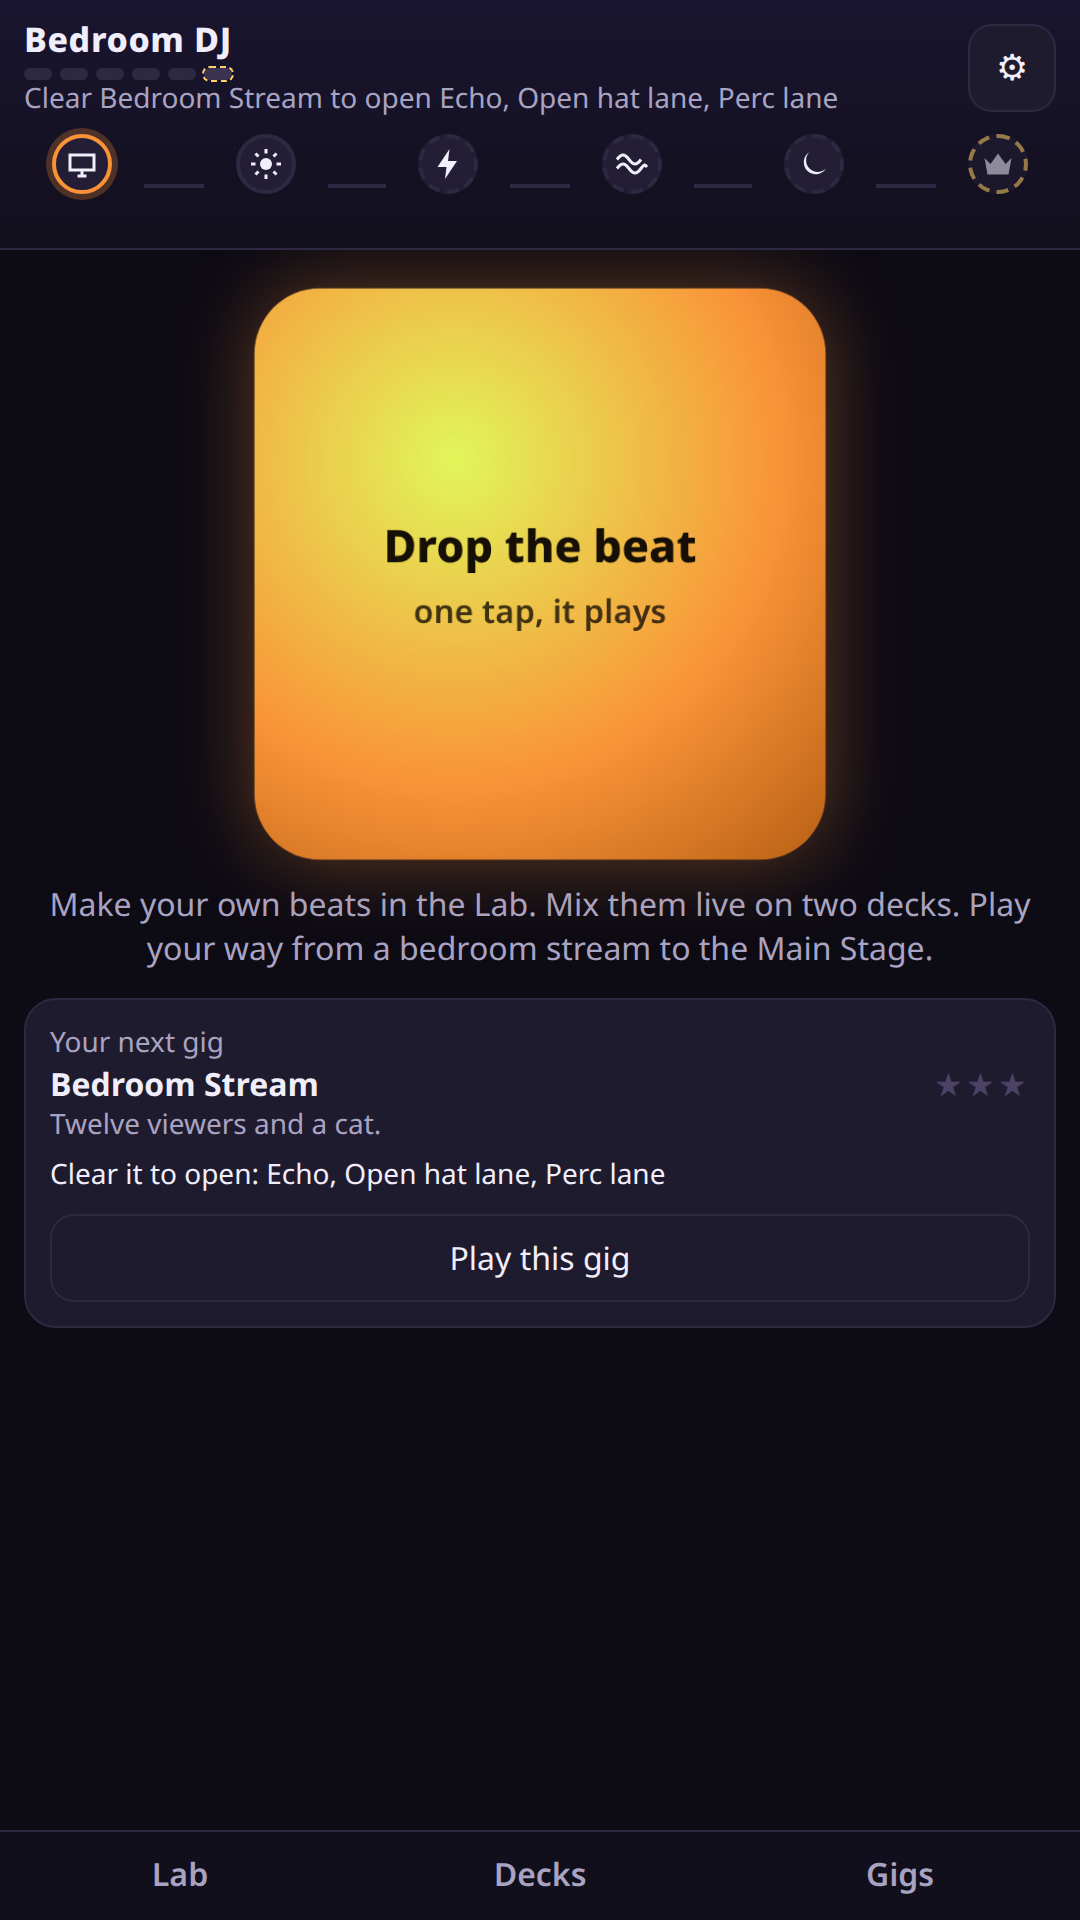 Bedroom DJ
Clear Bedroom Stream to open Echo, Open hat lane, Perc lane
Drop the beat
one tap, it plays
Make your own beats in the Lab. Mix them live on two decks. Play
your way from a bedroom stream to the Main Stage.
Your next gig
Bedroom Stream
Twelve viewers and a cat.
Clear it to open: Echo, Open hat lane, Perc lane
Play this gig
Lab
Decks
Gigs